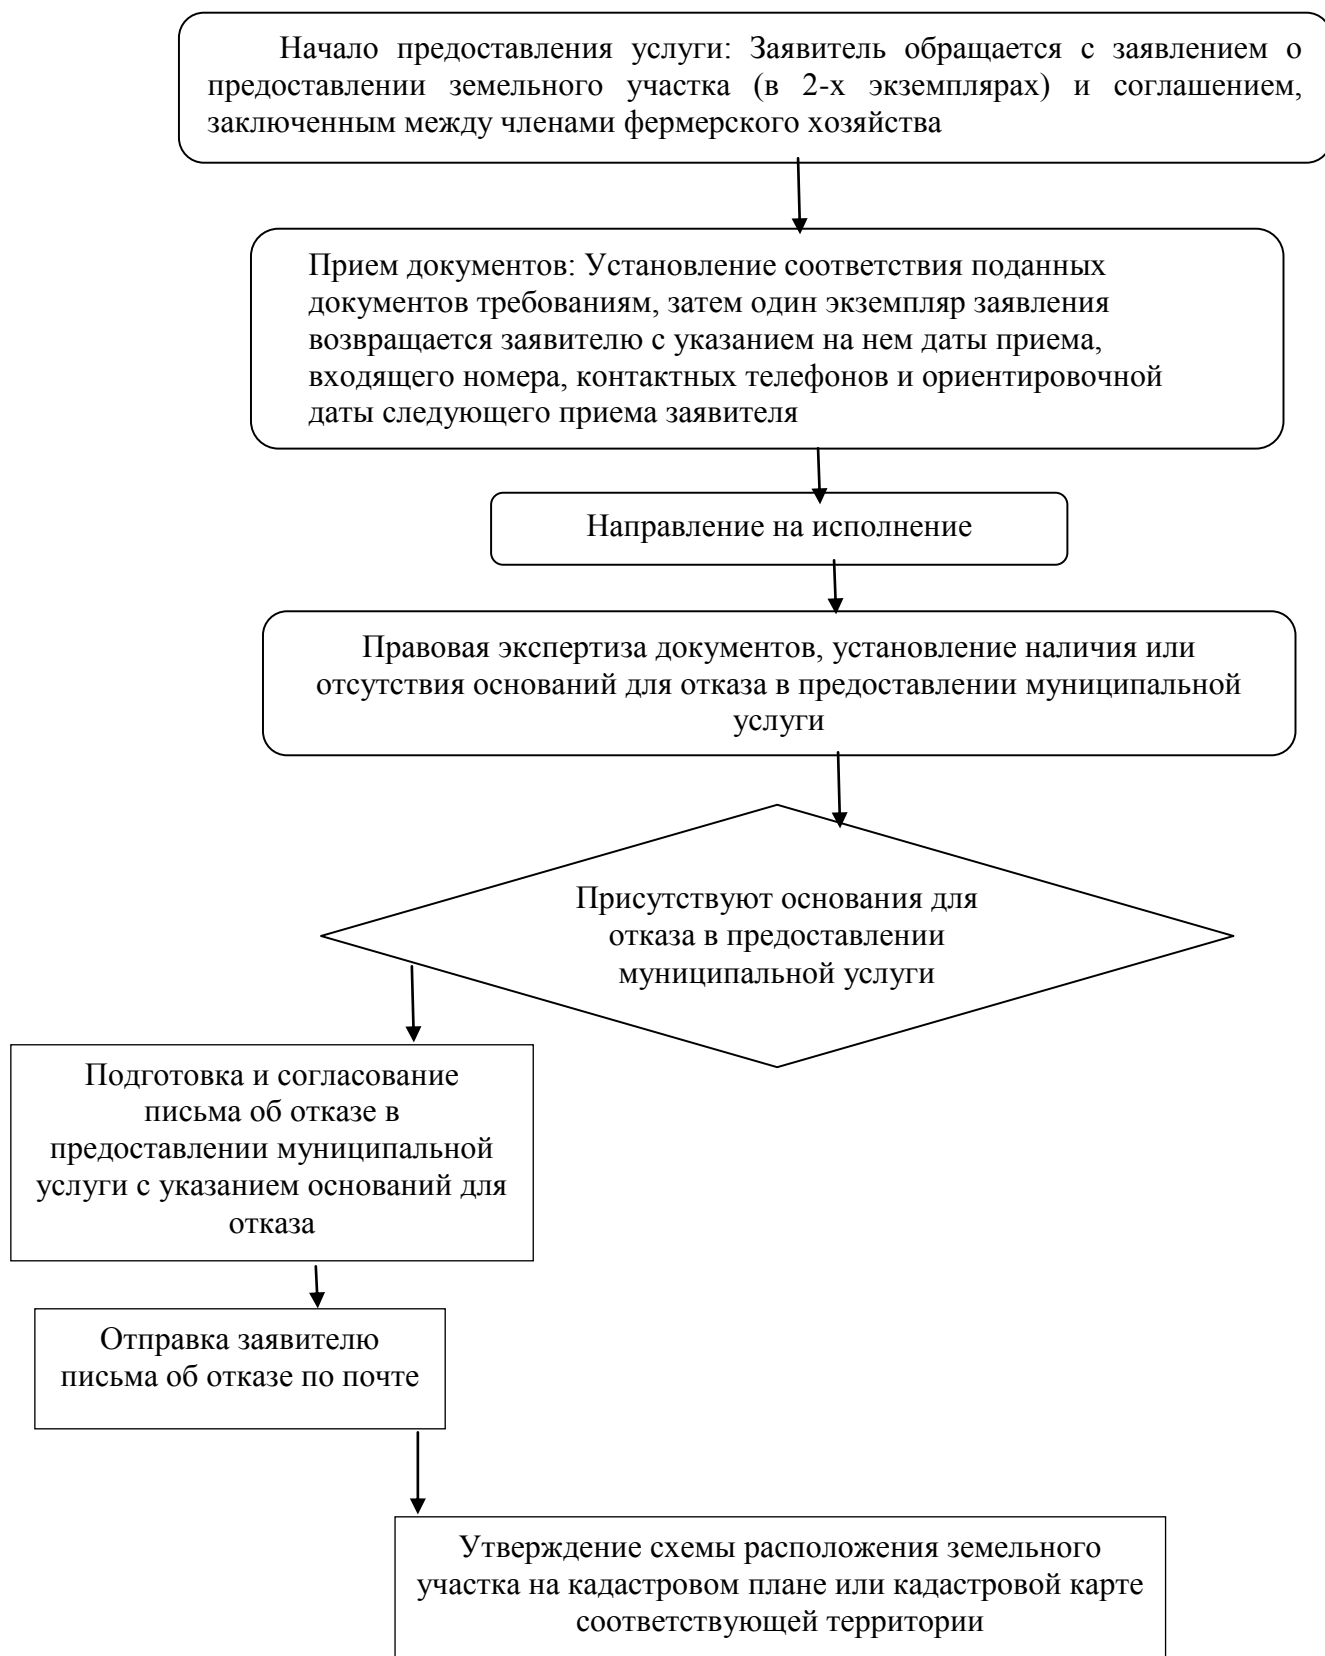 Начало предоставления услуги: Заявитель обращается с заявлением о
предоставлении земельного участка (в 2-х экземплярах) и соглашением,
заключенным между членами фермерского хозяйства
Прием документов: Установление соответствия поданных
документов требованиям, затем один экземпляр заявления
возвращается заявителю с указанием на нем даты приема,
входящего номера, контактных телефонов и ориентировочной
даты следующего приема заявителя
Направление на исполнение
Правовая экспертиза документов, установление наличия или
отсутствия оснований для отказа в предоставлении муниципальной
услуги
Присутствуют основания для
отказа в предоставлении
муниципальной услуги
Подготовка и согласование
письма об отказе в
предоставлении муниципальной
услуги с указанием оснований для
отказа
Отправка заявителю
письма об отказе по почте
Утверждение схемы расположения земельного
участка на кадастровом плане или кадастровой карте
соответствующей территории